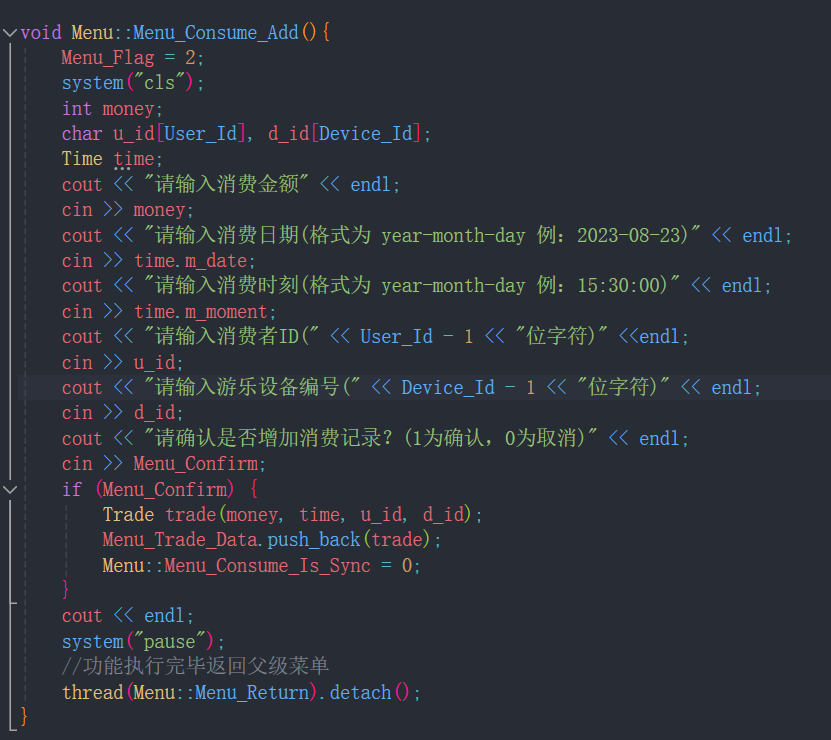 void Menu::Menu_Consume_Add(){
    Menu_Flag = 2;
    system("cls");
    int money;
    char u_id[User_Id], d_id[Device_Id];
    Time time;
    cout << "请输入消费金额" << endl;
    cin >> money;
    cout << "请输入消费日期(格式为 year-month-day 例：2023-08-23)" << endl;
    cin >> time.m_date;
    cout << "请输入消费时刻(格式为 year-month-day 例：15:30:00)" << endl;
    cin >> time.m_moment;
    cout << "请输入消费者ID(" << User_Id - 1 << "位字符)" <<endl;
    cin >> u_id;
    cout << "请输入游乐设备编号(" << Device_Id - 1 << "位字符)" << endl;
    cin >> d_id;
    cout << "请确认是否增加消费记录？(1为确认，0为取消)" << endl;
    cin >> Menu_Confirm;
    if (Menu_Confirm) {
        Trade trade(money, time, u_id, d_id);
        Menu_Trade_Data.push_back(trade);
        Menu::Menu_Consume_Is_Sync = 0;
    }
    cout << endl;
    system("pause");
    //功能执行完毕返回父级菜单
    thread(Menu::Menu_Return).detach();
}